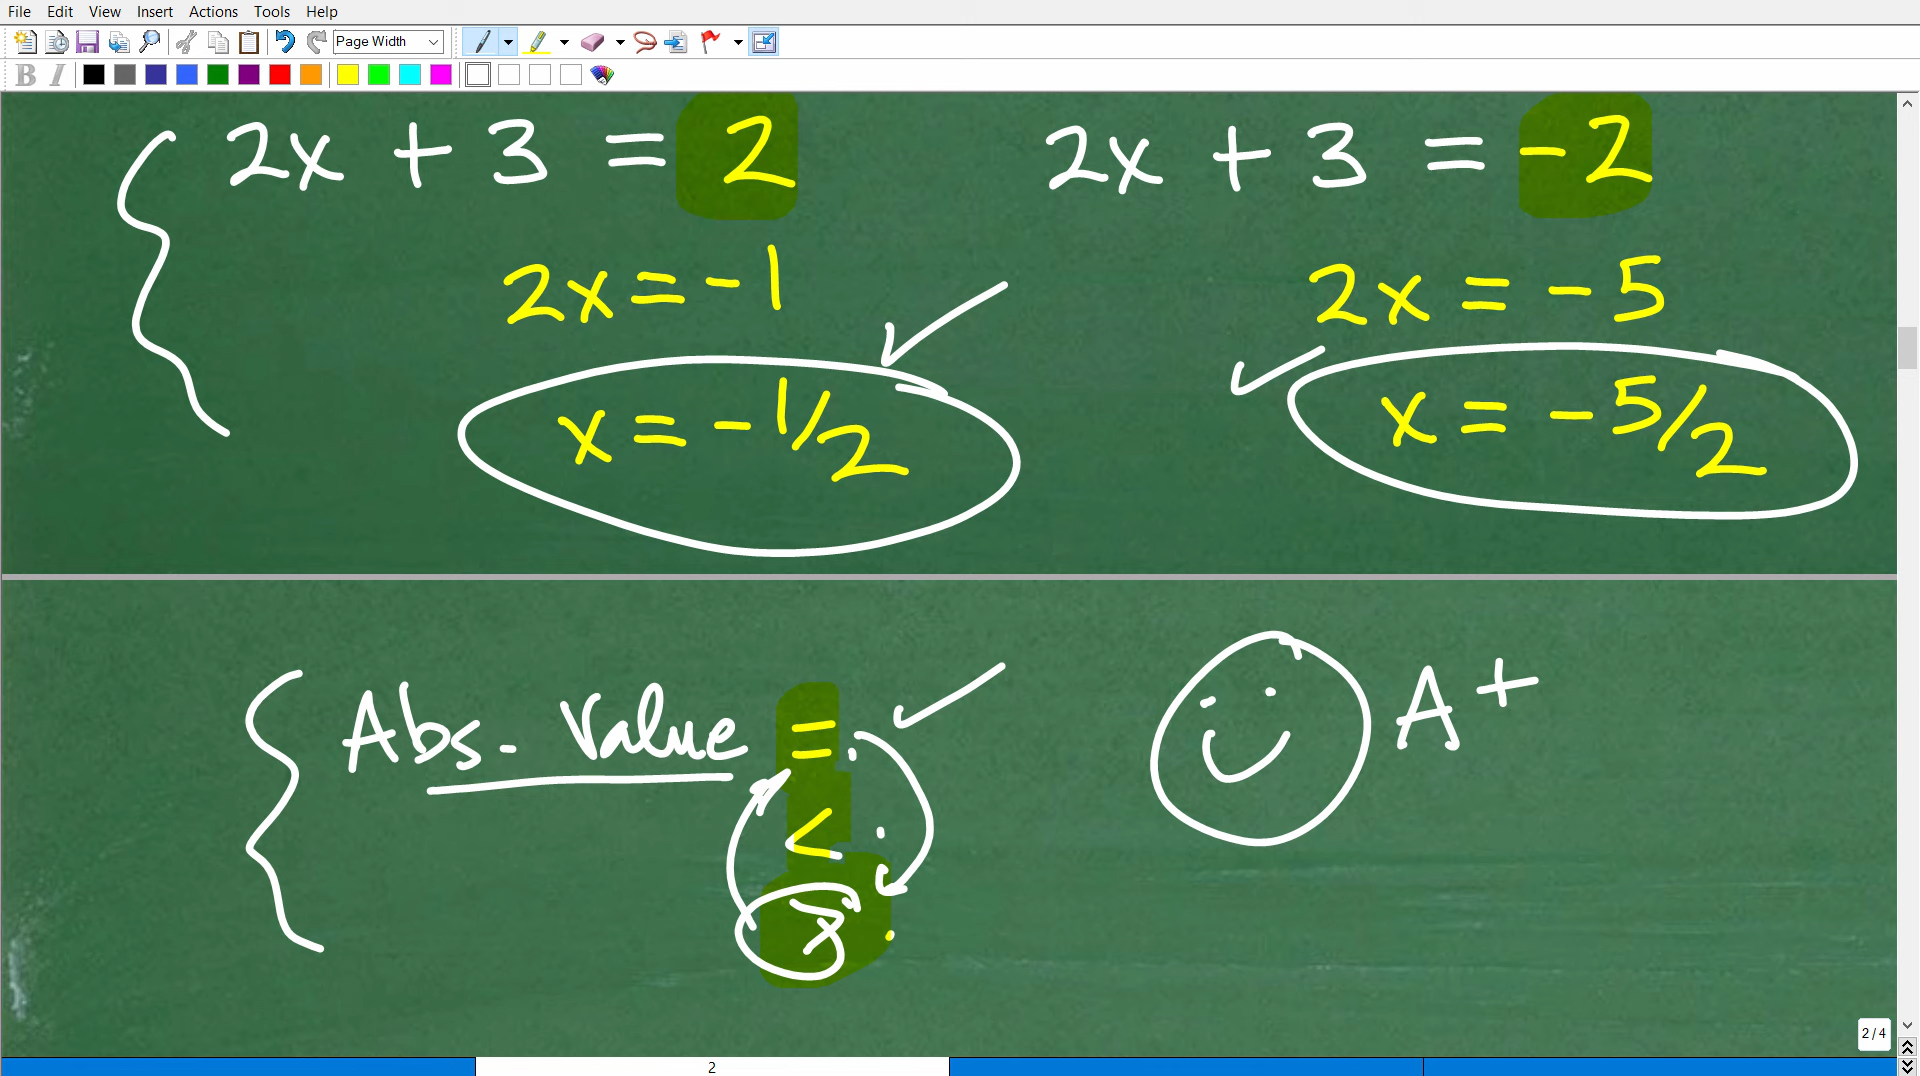 File Edit View Insert Actions Tools Help
Page Width
B I
2x + 3 = 2
2x = -1
x = -1/2
2x + 3 = -2
2x = -5
x = -5/2
Abs. Value =
<
A+
2 / 4
2